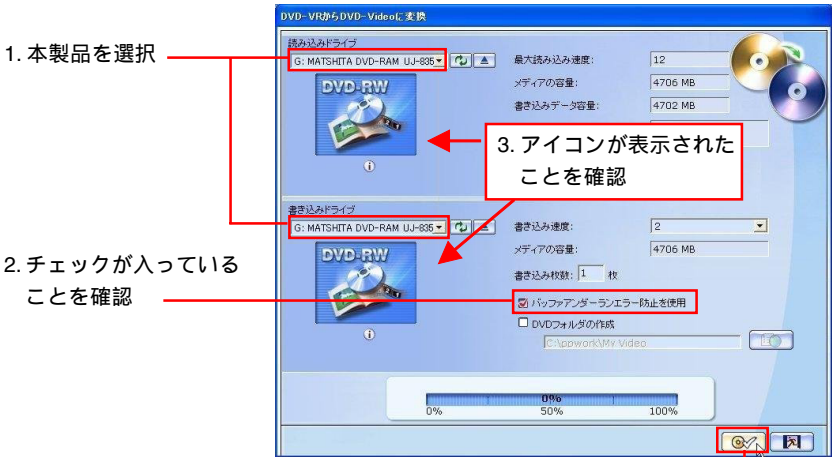 DVD-VRからDVD-Videoに変換
1. 本製品を選択
読み込みドライブ
G: MATSHITA DVD-RAM UJ-835
最大読み込み速度: 12
DVD-RW
メディアの容量: 4706 MB
書き込みデータ容量: 4702 MB
3. アイコンが表示された
ことを確認
書き込みドライブ
G: MATSHITA DVD-RAM UJ-835
書き込み速度: 2
DVD-RW
メディアの容量: 4706 MB
2. チェックが入っている
ことを確認
書き込み枚数: 1 枚
バッファアンダーランエラー防止を使用
DVDフォルダの作成
C:\ppwork\My Video
0%
0% 50% 100%